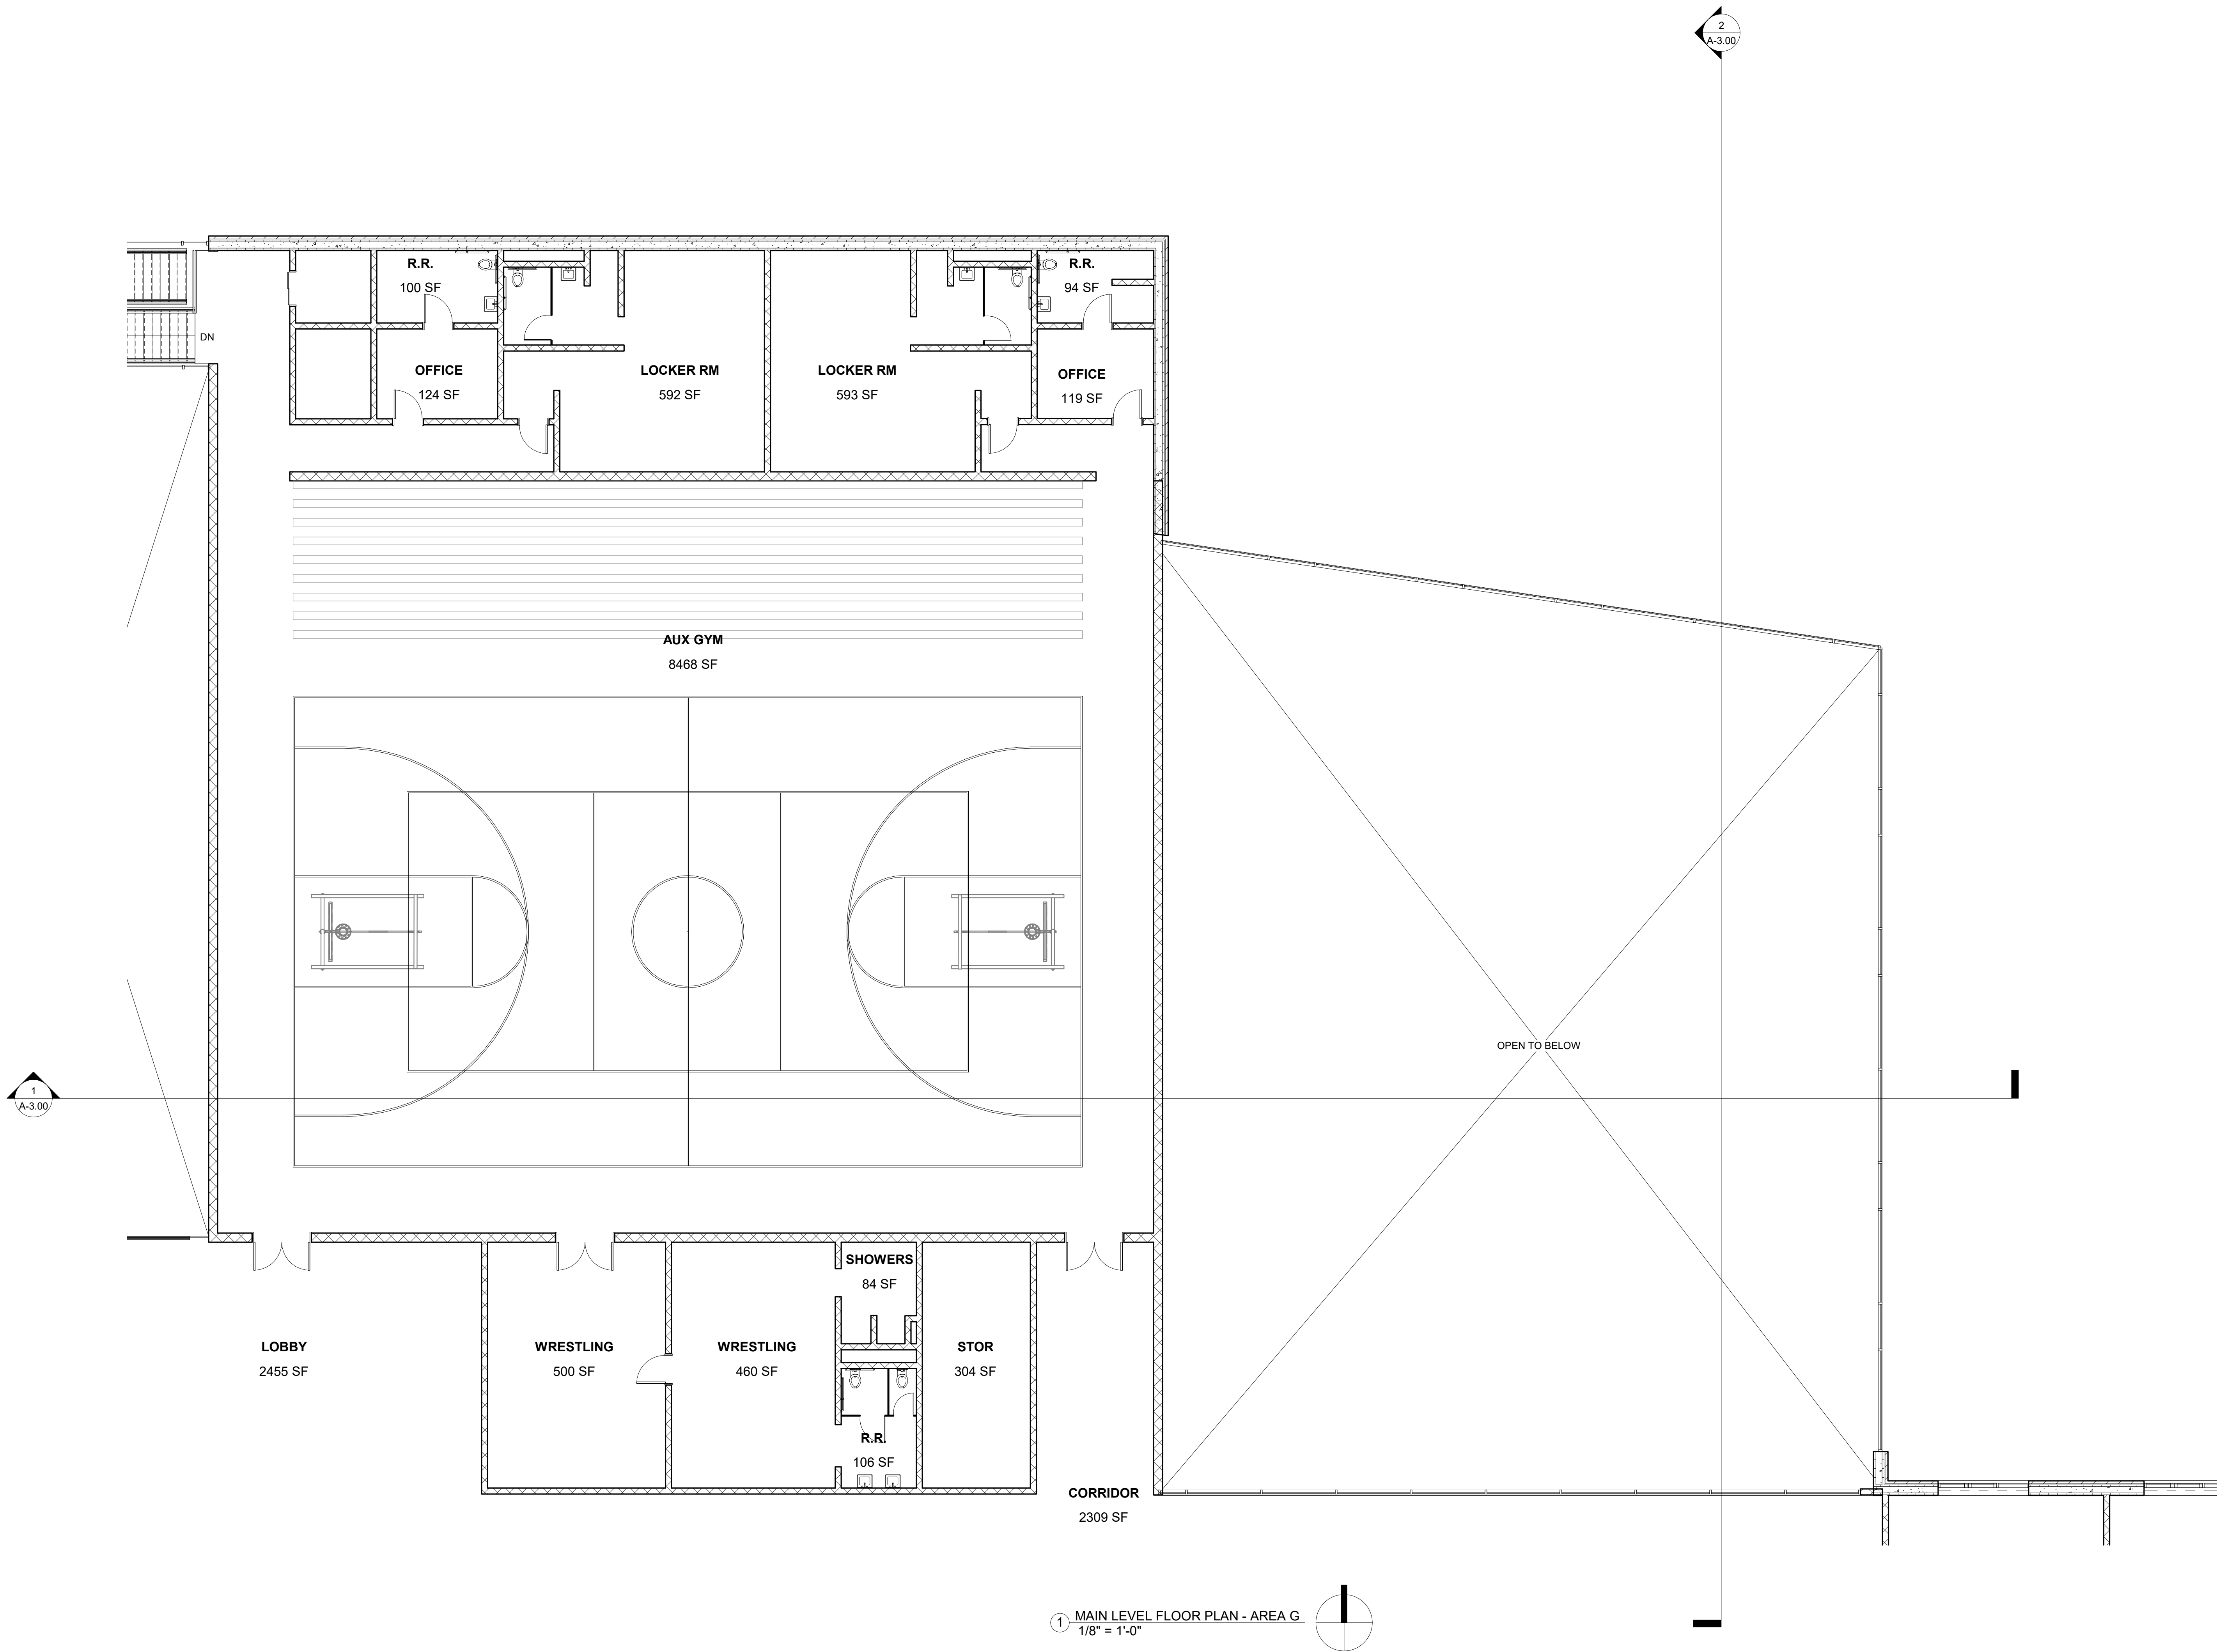 2
A-3.00
R.R.
100 SF
R.R.
94 SF
DN
OFFICE
124 SF
LOCKER RM
592 SF
LOCKER RM
593 SF
OFFICE
119 SF
AUX GYM
8468 SF
OPEN TO BELOW
1
A-3.00
SHOWERS
84 SF
LOBBY
2455 SF
WRESTLING
500 SF
WRESTLING
460 SF
STOR
304 SF
R.R.
106 SF
CORRIDOR
2309 SF
1 MAIN LEVEL FLOOR PLAN - AREA G
1/8" = 1'-0"